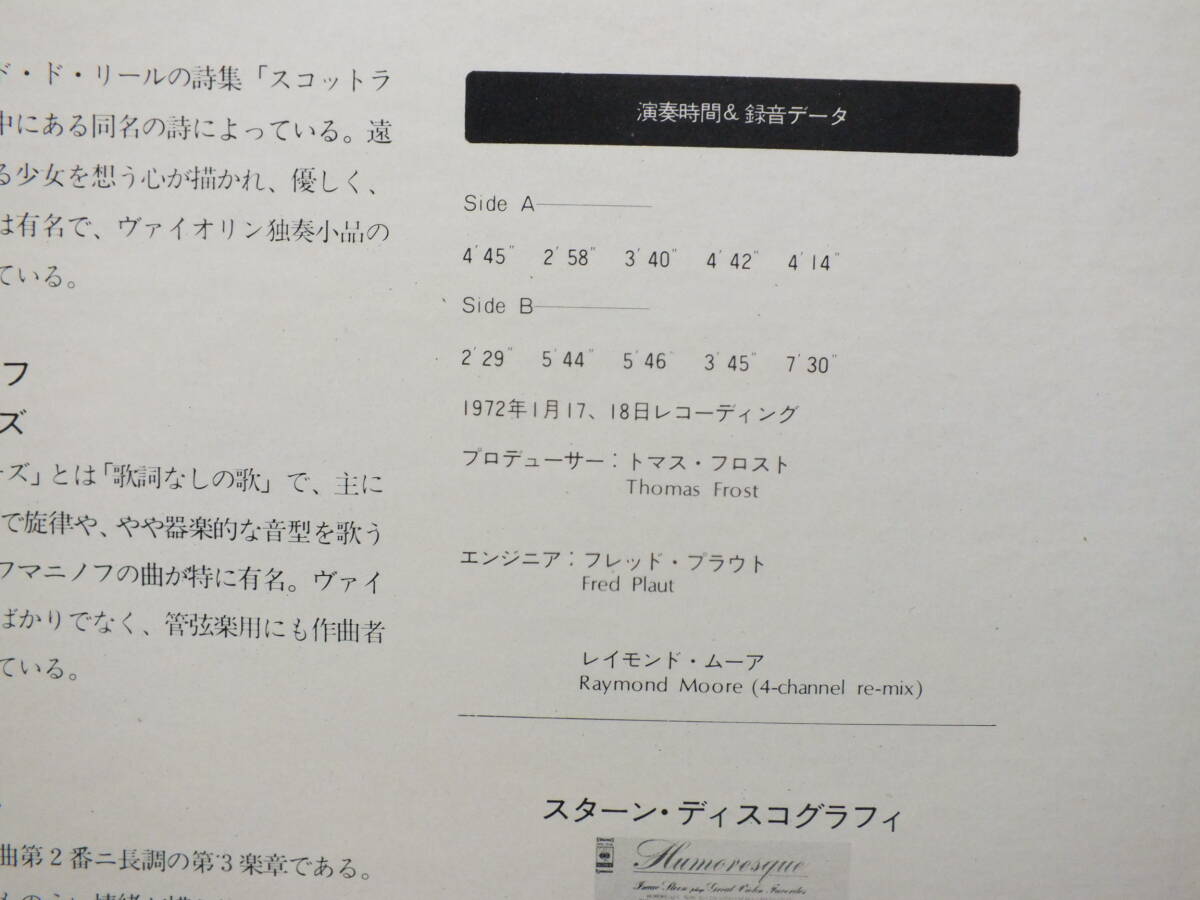 ド・ド・リールの詩集「スコットラ
中にある同名の詩によっている。遠
る少女を想う心が描かれ、優しく、
は有名で、ヴァイオリン独奏小品の
ている。
フ
ズ
ーズ」とは「歌詞なしの歌」で、主に
で旋律や、やや器楽的な音型を歌う
フマニノフの曲が特に有名。ヴァイ
ばかりでなく、管弦楽用にも作曲者
ている。
曲第2番ニ長調の第3楽章である。
演奏時間&録音データ
Side A
4′45″ 2′58″ 3′40″ 4′42″ 4′14″
Side B
2′29″ 5′44″ 5′46″ 3′45″ 7′30″
1972年1月17、18日レコーディング
プロデューサー：トマス・フロスト
Thomas Frost
エンジニア：フレッド・プラウト
Fred Plaut
レイモンド・ムーア
Raymond Moore (4-channel re-mix)
スターン・ディスコグラフィ
Humoresque
Isaac Stern plays Great Violin Favorites